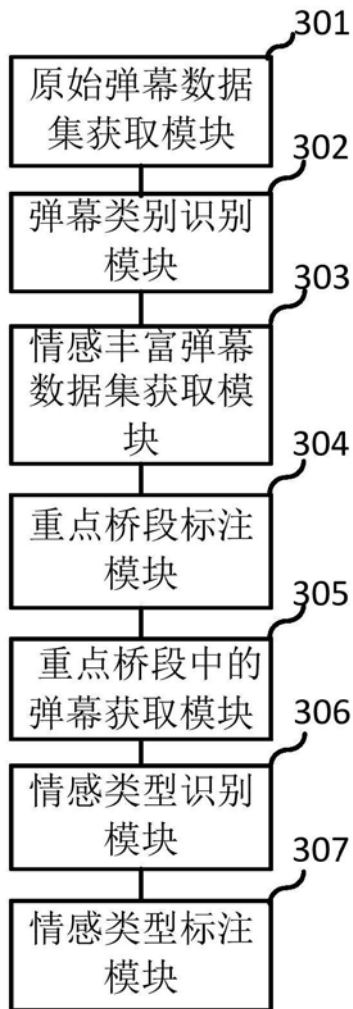 301
原始弹幕数据
集获取模块
302
弹幕类别识别
模块
303
情感丰富弹幕
数据集获取模
块
304
重点桥段标注
模块
305
重点桥段中的
弹幕获取模块
306
情感类型识别
模块
307
情感类型标注
模块